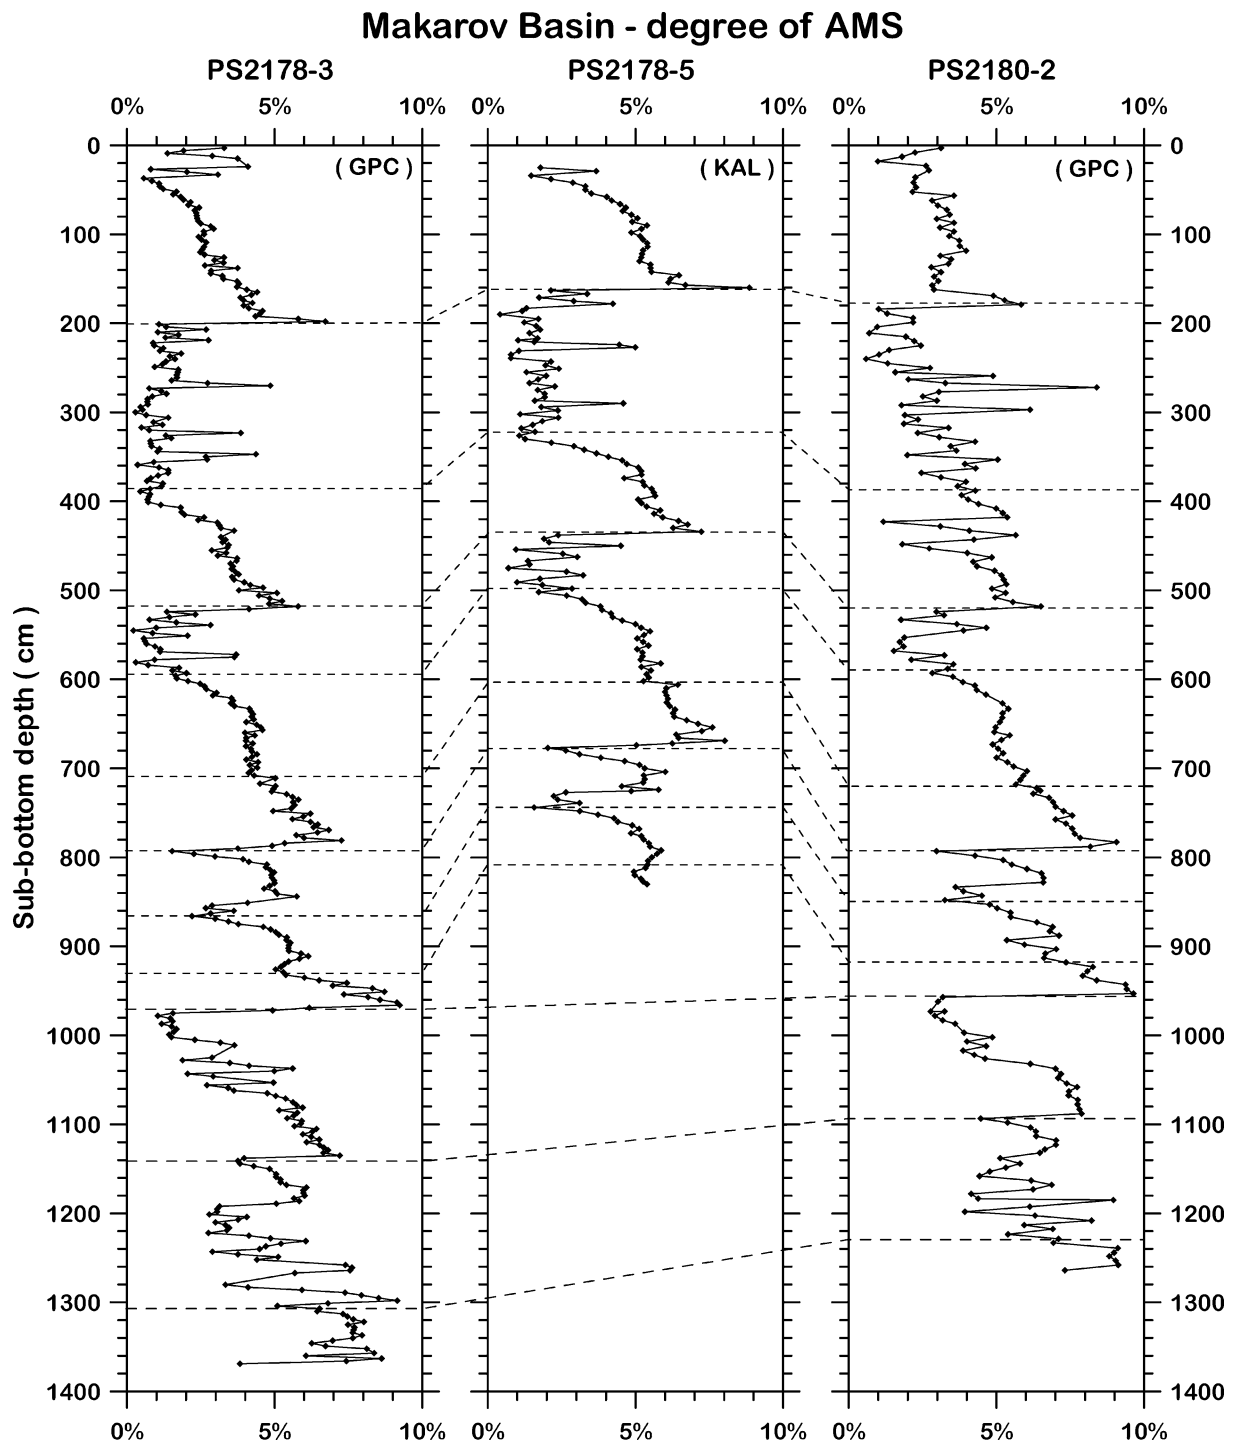 Makarov Basin - degree of AMS
PS2178-3 PS2178-5 PS2180-2
0% 5% 10% 0% 5% 10% 0% 5% 10%
0 ( GPC ) ( KAL ) ( GPC ) 0
100 100
200 200
300 300
400 400
500 500
600 600
700 700
800 800
900 900
1000 1000
1100 1100
1200 1200
1300 1300
1400 1400
0% 5% 10% 0% 5% 10% 0% 5% 10%
Sub-bottom depth ( cm )